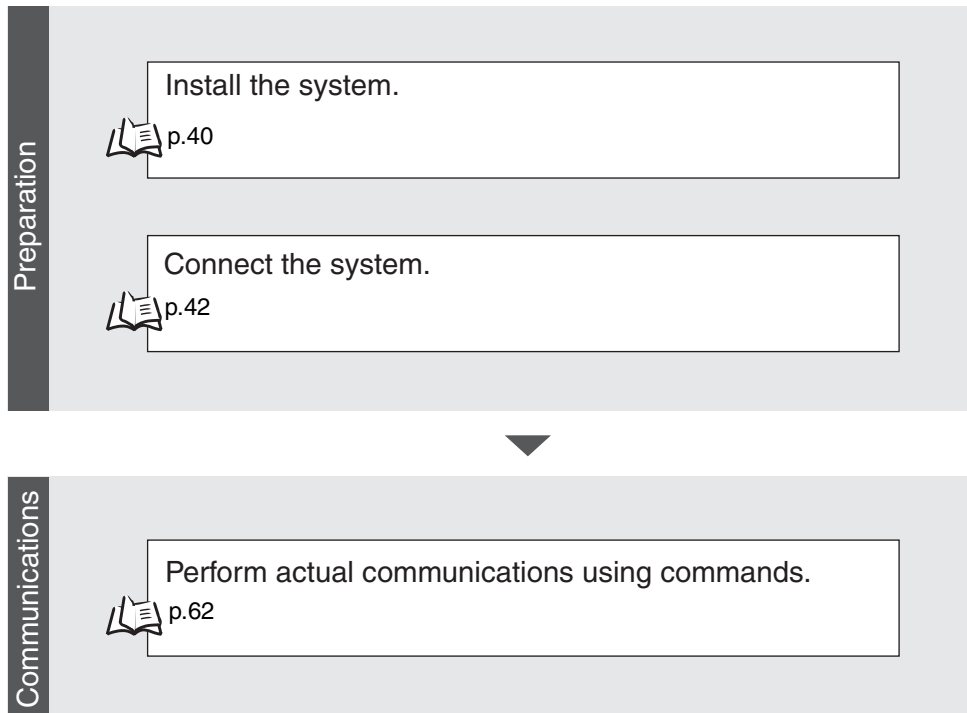 Preparation
Install the system.
p.40
Connect the system.
p.42
Communications
Perform actual communications using commands.
p.62